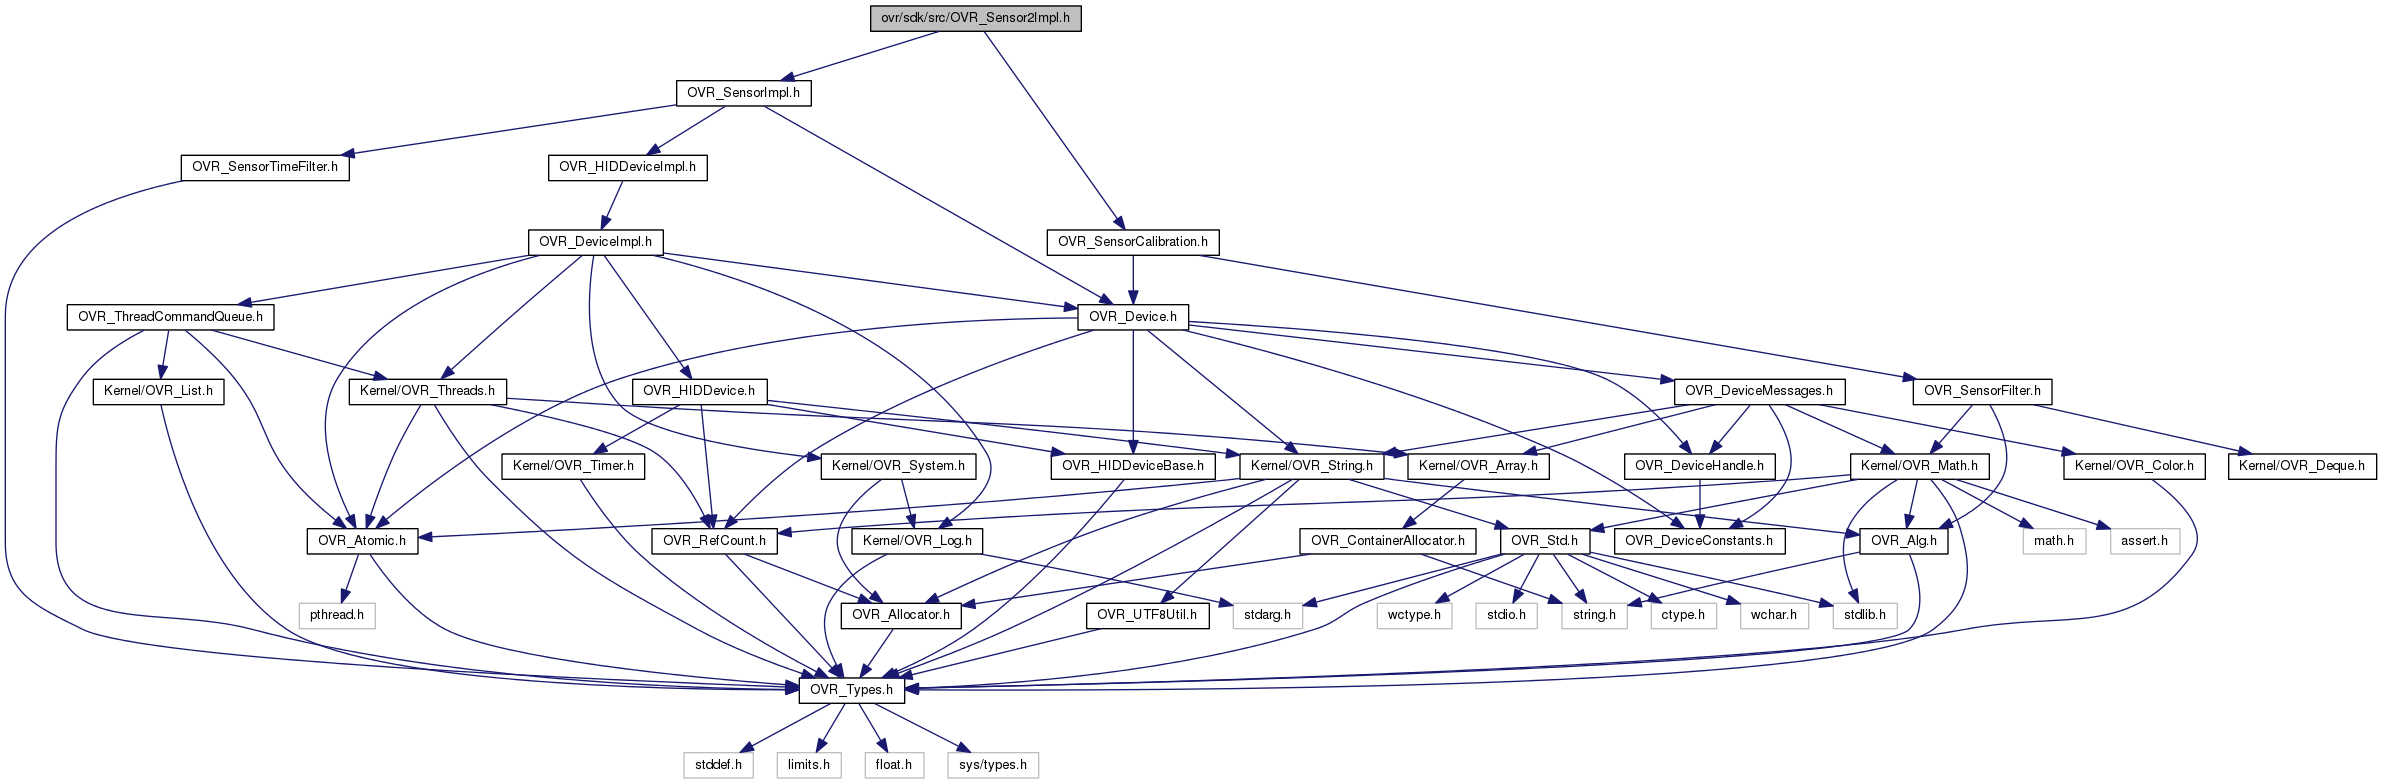 ovr/sdk/src/OVR_Sensor2Impl.h
OVR_SensorImpl.h
OVR_SensorTimeFilter.h
OVR_HIDDeviceImpl.h
OVR_DeviceImpl.h
OVR_SensorCalibration.h
OVR_ThreadCommandQueue.h
OVR_Device.h
Kernel/OVR_List.h
Kernel/OVR_Threads.h
OVR_HIDDevice.h
OVR_DeviceMessages.h
OVR_SensorFilter.h
Kernel/OVR_Timer.h
Kernel/OVR_System.h
OVR_HIDDeviceBase.h
Kernel/OVR_String.h
Kernel/OVR_Array.h
OVR_DeviceHandle.h
Kernel/OVR_Math.h
Kernel/OVR_Color.h
Kernel/OVR_Deque.h
OVR_Atomic.h
OVR_RefCount.h
Kernel/OVR_Log.h
OVR_ContainerAllocator.h
OVR_Std.h
OVR_DeviceConstants.h
OVR_Alg.h
math.h
assert.h
pthread.h
OVR_Allocator.h
OVR_UTF8Util.h
stdarg.h
wctype.h
stdio.h
string.h
ctype.h
wchar.h
stdlib.h
OVR_Types.h
stddef.h
limits.h
float.h
sys/types.h